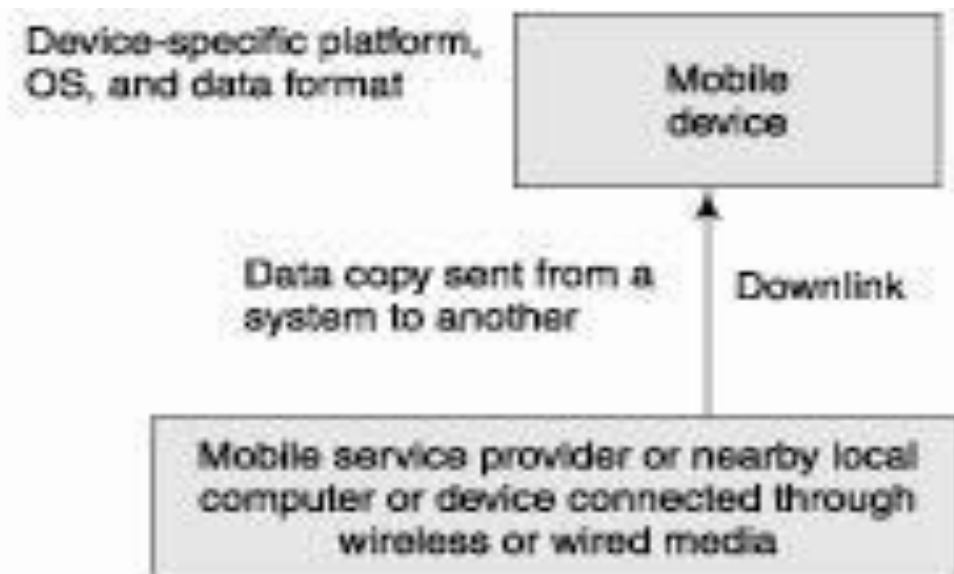 Device-specific platform,
OS, and data format
Mobile
device
Data copy sent from a
system to another
Downlink
Mobile service provider or nearby local
computer or device connected through
wireless or wired media